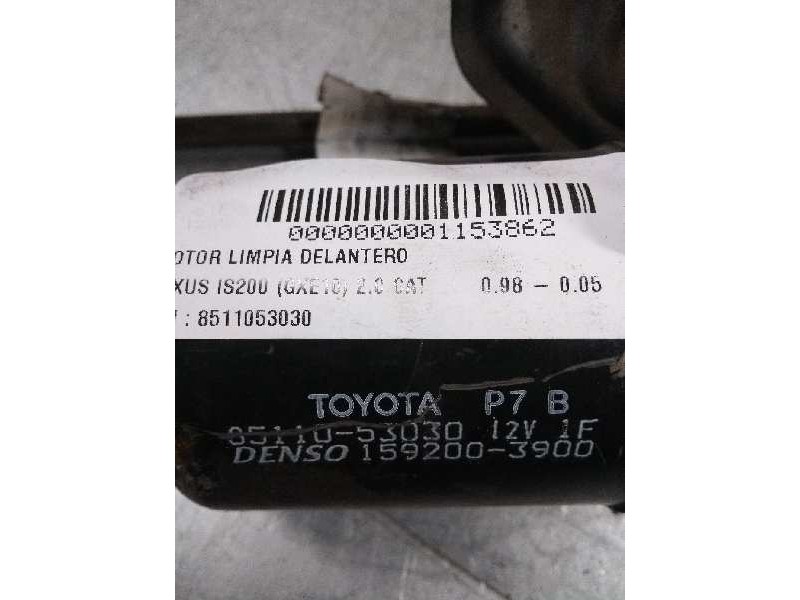 0000000001153862
OTOR LIMPIA DELANTERO
XUS IS200 (GXE10) 2.0 CAT 0.98 - 0.05
: 8511053030
TOYOTA P7 B
85110-53030 12V 1F
DENSO 159200-3900